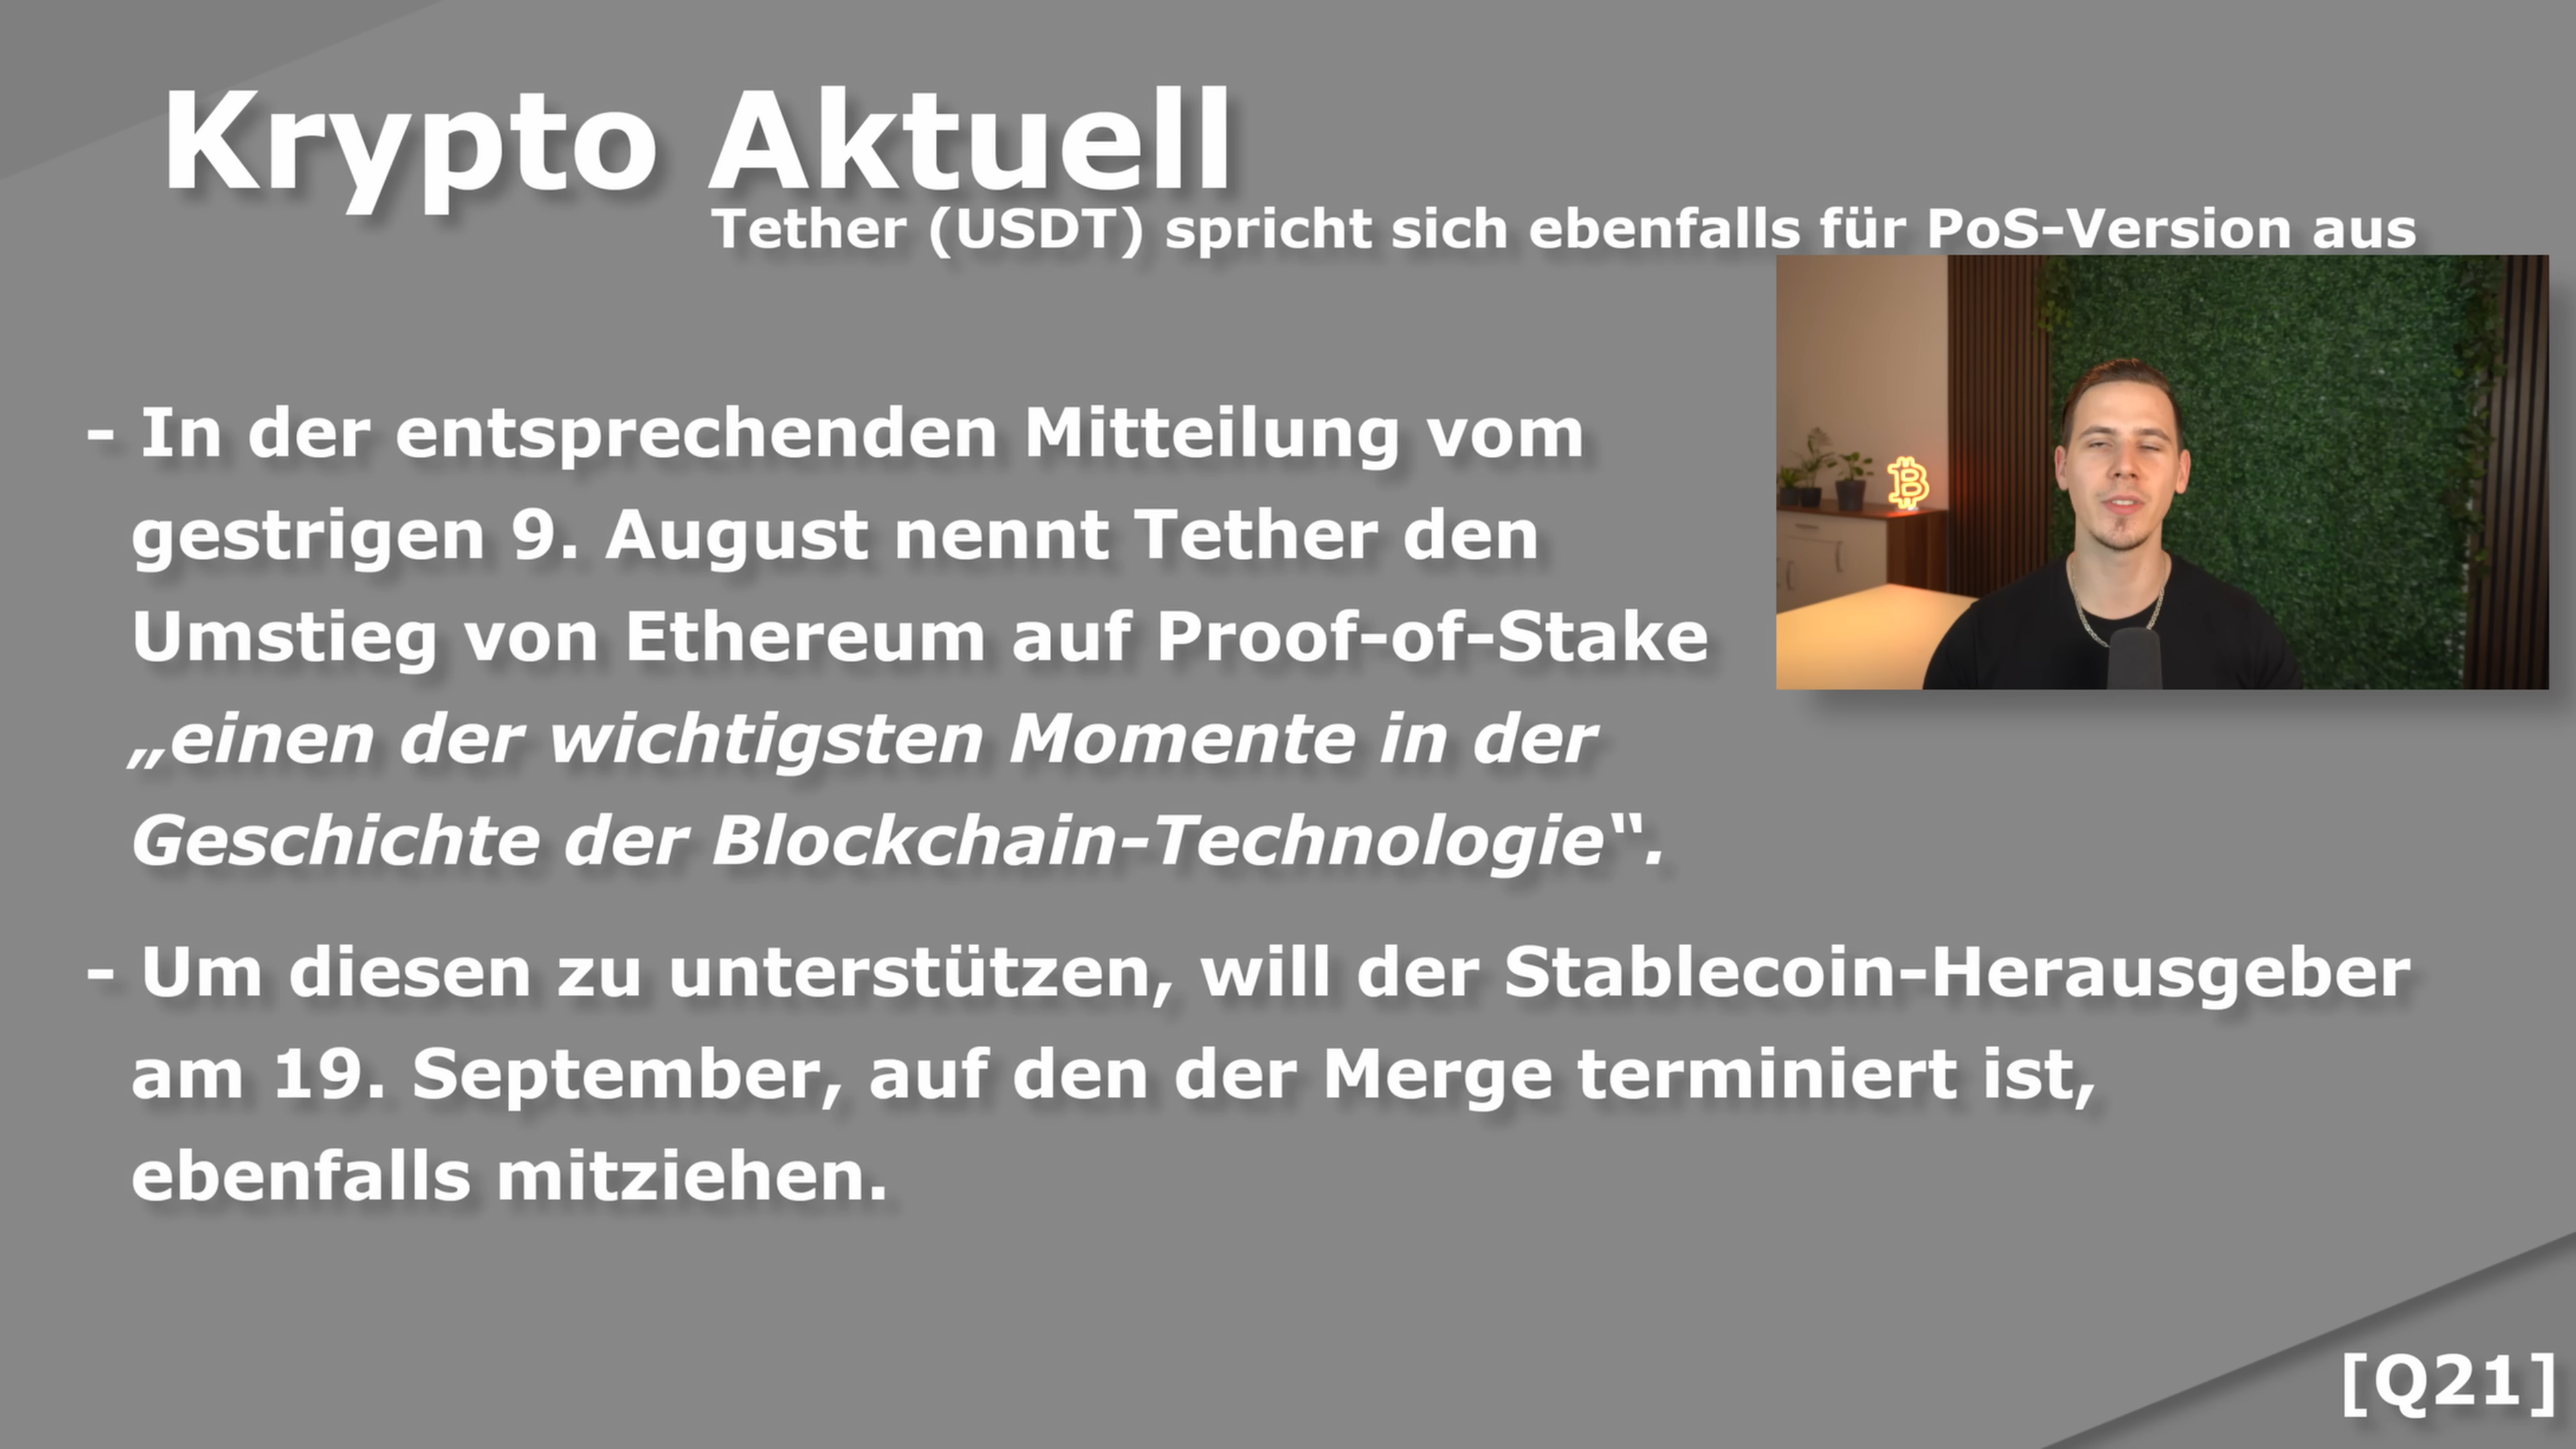 Krypto Aktuell
Tether (USDT) spricht sich ebenfalls für PoS-Version aus
- In der entsprechenden Mitteilung vom
gestrigen 9. August nennt Tether den
Umstieg von Ethereum auf Proof-of-Stake
„einen der wichtigsten Momente in der
Geschichte der Blockchain-Technologie“.
- Um diesen zu unterstützen, will der Stablecoin-Herausgeber
am 19. September, auf den der Merge terminiert ist,
ebenfalls mitziehen.
[Q21]